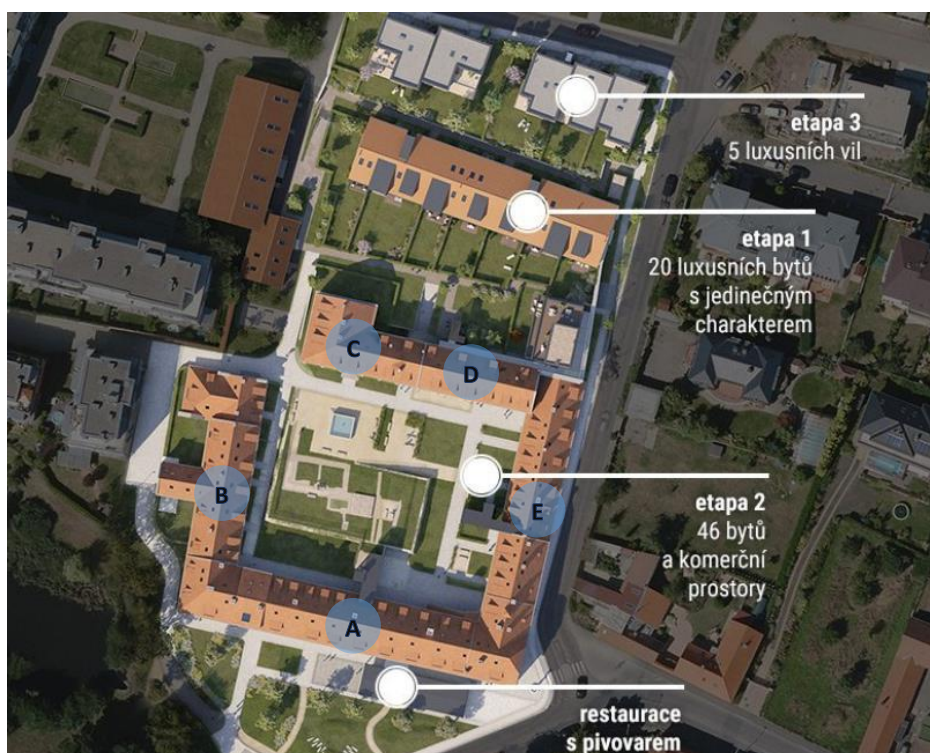 etapa 3
5 luxusních vil
etapa 1
20 luxusních bytů
s jedinečným
charakterem
C
D
B
E
etapa 2
46 bytů
a komerční
prostory
A
restaurace
s pivovarem